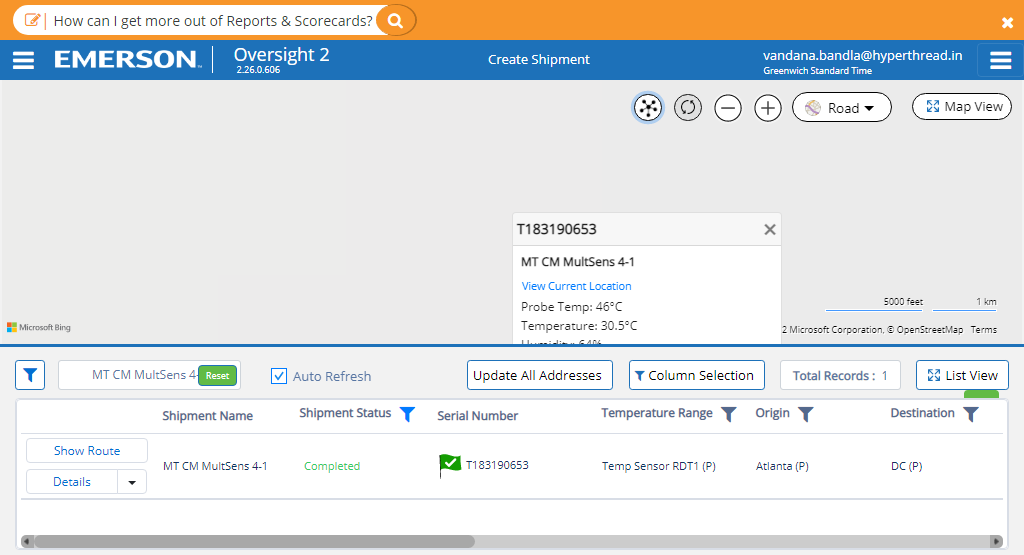 How can I get more out of Reports & Scorecards?
EMERSON™
Oversight 2
2.26.0.606
Create Shipment
vandana.bandla@hyperthread.in
Greenwich Standard Time
Road
Map View
T183190653
MT CM MultSens 4-1
View Current Location
Probe Temp: 46°C
Temperature: 30.5°C
Humidity: 64%
5000 feet
1 km
Microsoft Bing
2 Microsoft Corporation, © OpenStreetMap Terms
MT CM MultSens 4-
Reset
Auto Refresh
Update All Addresses
Column Selection
Total Records : 1
List View
Shipment Name
Shipment Status
Serial Number
Temperature Range
Origin
Destination
Show Route
Details
MT CM MultSens 4-1
Completed
T183190653
Temp Sensor RDT1 (P)
Atlanta (P)
DC (P)